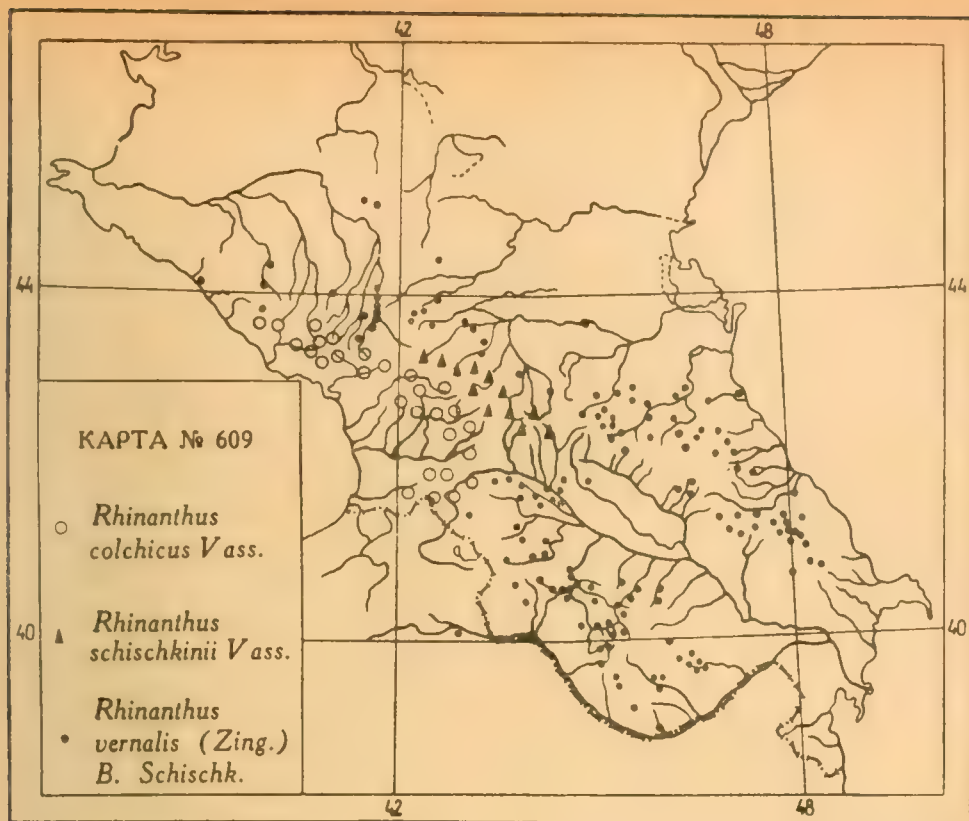 42 48
44 44
КАРТА № 609
Rhinanthus
colchicus Vass.
40 40
Rhinanthus
schischkinii Vass.
Rhinanthus
vernalis (Zing.)
B. Schischk.
42 48